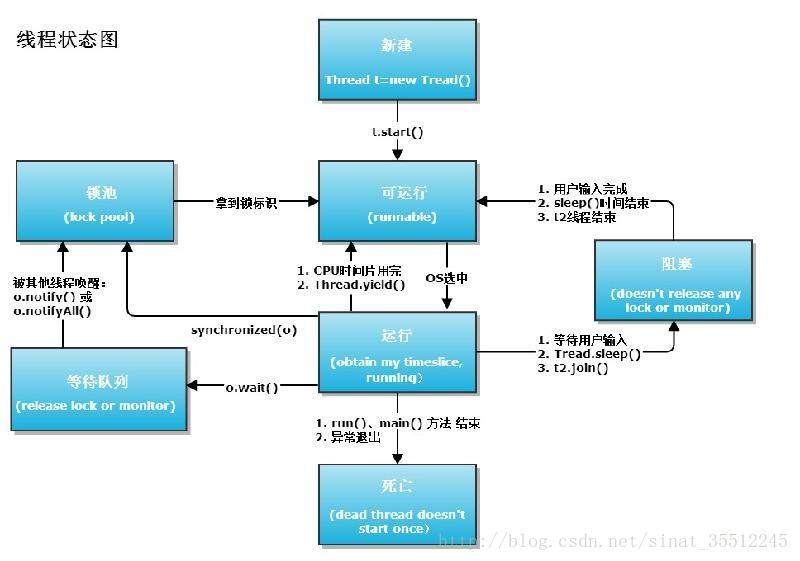 线程状态图
新建
Thread t=new Tread()
t.start()
锁池
(lock pool)
拿到锁标识
可运行
(runnable)
1. 用户输入完成
2. sleep()时间结束
3. t2线程结束
被其他线程唤醒:
o.notify() 或
o.notifyAll()
1. CPU时间片用完
2. Thread.yield()
OS选中
阻塞
(doesn't release any
lock or monitor)
synchronized(o)
运行
(obtain my timeslice,
running)
1. 等待用户输入
2. Tread.sleep()
3. t2.join()
等待队列
(release lock or monitor)
o.wait()
1. run()、main() 方法 结束
2. 异常退出
死亡
(dead thread doesn't
start once)
http://blog.csdn.net/sinat_35512245